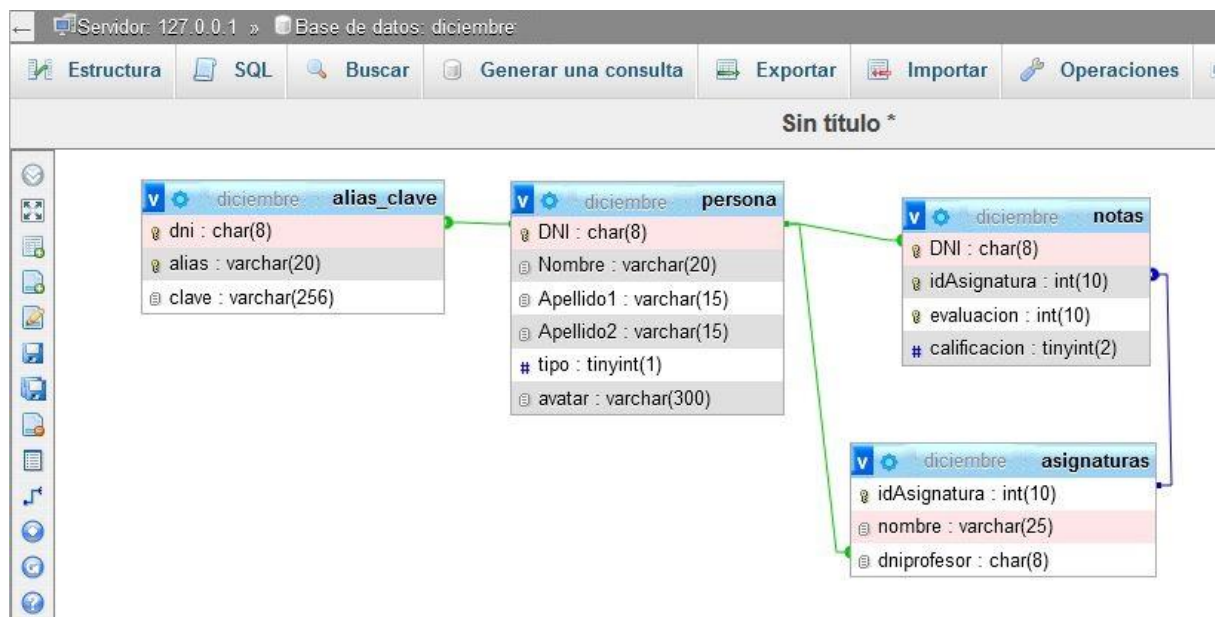 Servidor: 127.0.0.1 » Base de datos: diciembre
Estructura SQL Buscar Generar una consulta Exportar Importar Operaciones
Sin título *
v diciembre alias_clave
dni : char(8)
alias : varchar(20)
clave : varchar(256)
v diciembre persona
DNI : char(8)
Nombre : varchar(20)
Apellido1 : varchar(15)
Apellido2 : varchar(15)
# tipo : tinyint(1)
avatar : varchar(300)
v diciembre notas
DNI : char(8)
idAsignatura : int(10)
evaluacion : int(10)
# calificacion : tinyint(2)
v diciembre asignaturas
idAsignatura : int(10)
nombre : varchar(25)
dniprofesor : char(8)